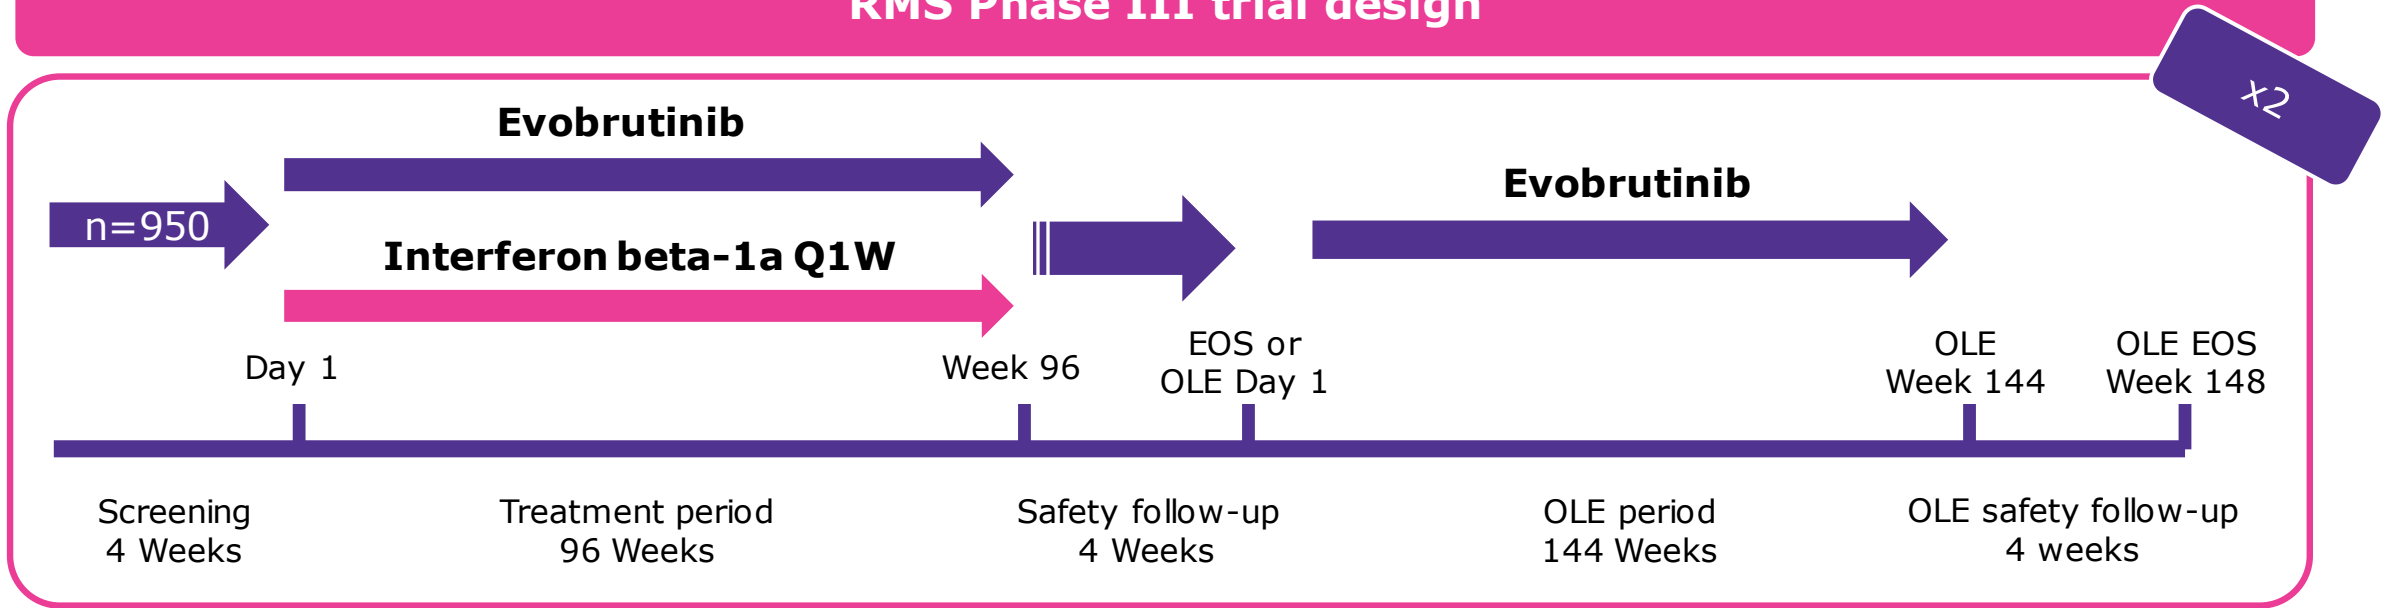 RMS Phase III trial design
x2
Evobrutinib
Evobrutinib
n=950
Interferon beta-1a Q1W
Day 1
Week 96
EOS or
OLE Day 1
OLE
Week 144
OLE EOS
Week 148
Screening
4 Weeks
Treatment period
96 Weeks
Safety follow-up
4 Weeks
OLE period
144 Weeks
OLE safety follow-up
4 weeks